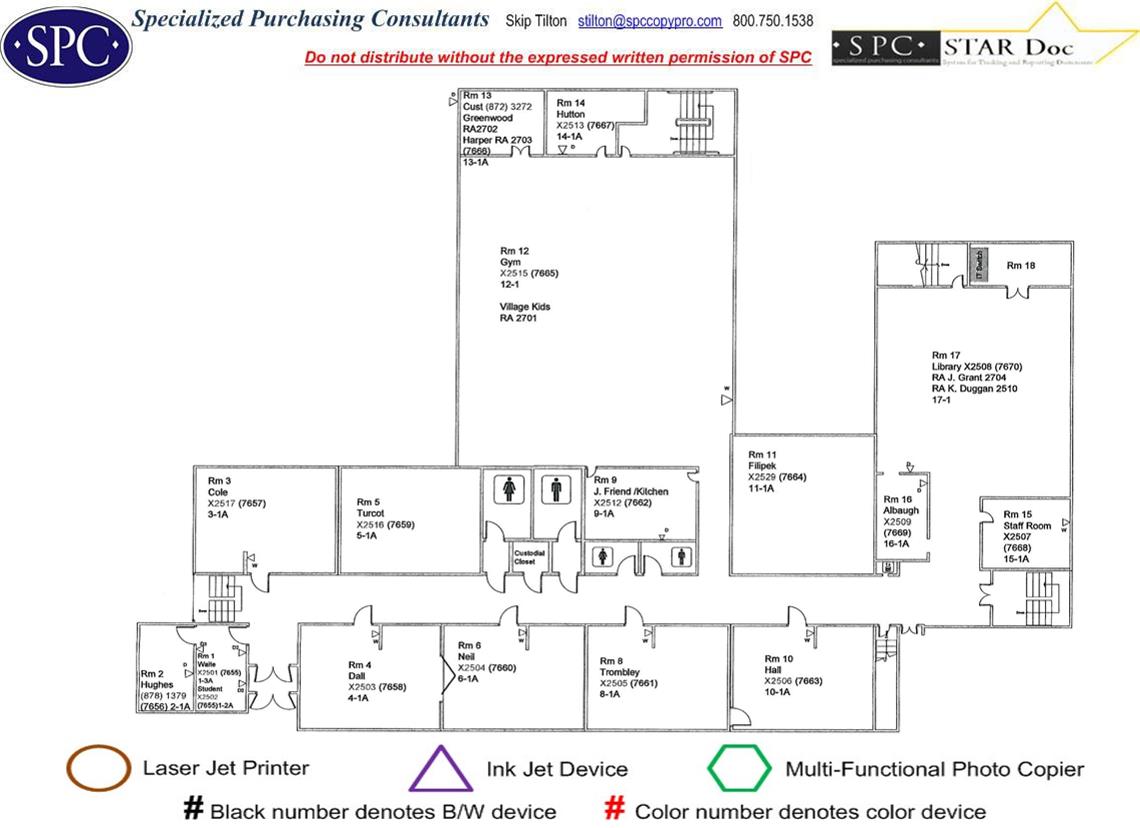 SPC
Specialized Purchasing Consultants Skip Tilton stilton@spccopypro.com 800.750.1538
Do not distribute without the expressed written permission of SPC
S P C
specialized purchasing consultants
STAR Doc
System for Tracking and Reporting Documents
Rm 13
Cust (872) 3272
Greenwood
RA2702
Harper RA 2703
(7666)
13-1A
D
Rm 14
Hutton
X2513 (7667)
14-1A
D
Rm 12
Gym
X2515 (7665)
12-1
Village Kids
RA 2701
W
IT Switch
Rm 18
Rm 17
Library X2508 (7670)
RA J. Grant 2704
RA K. Duggan 2510
17-1
Rm 3
Cole
X2517 (7657)
3-1A
W
Rm 5
Turcot
X2516 (7659)
5-1A
Custodial
Closet
Rm 9
J. Friend /Kitchen
X2512 (7662)
9-1A
D
Rm 11
Filipek
X2529 (7664)
11-1A
Rm 16
Albaugh
X2509
(7669)
16-1A
D
Rm 15
Staff Room
X2507
(7668)
15-1A
W
Rm 2
Hughes
(878) 1379
(7656) 2-1A
D
Rm 1
Waite
X2501 (7655)
1-3A
Student
X2502
(7655)1-2A
Rm 4
Dall
X2503 (7658)
4-1A
W
Rm 6
Neil
X2504 (7660)
6-1A
W
Rm 8
Trombley
X2505 (7661)
8-1A
W
Rm 10
Hall
X2506 (7663)
10-1A
W
Laser Jet Printer
Ink Jet Device
Multi-Functional Photo Copier
# Black number denotes B/W device
# Color number denotes color device